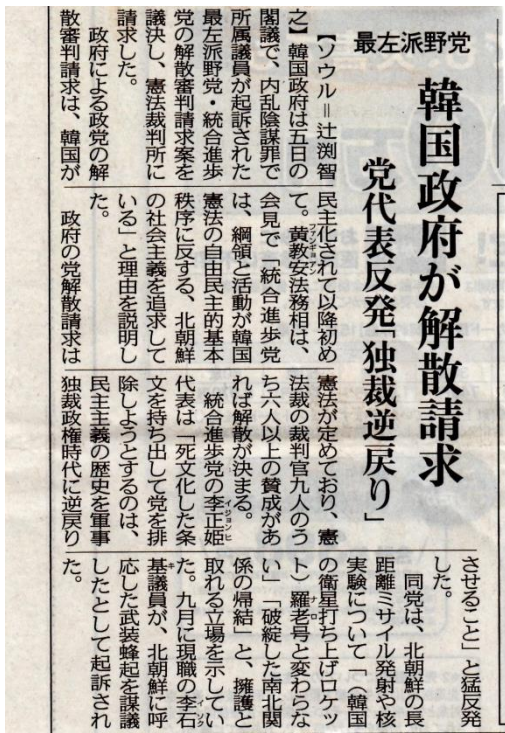 最左派野党
韓国政府が解散請求
党代表反発「独裁逆戻り」
【ソウル＝辻渕智
之】韓国政府は五日の
閣議で、内乱陰謀罪で
所属議員が起訴された
最左派野党・統合進歩
党の解散審判請求案を
議決し、憲法裁判所に
請求した。
政府による政党の解
散審判請求は、韓国が
民主化されて以降初め
て。黄教安法務相は、
ファンギョアン
会見で「統合進歩党
は、綱領と活動が韓国
憲法の自由民主的基本
秩序に反する、北朝鮮
の社会主義を追求して
いる」と理由を説明し
た。
政府の党解散請求は
憲法が定めており、憲
法裁の裁判官九人のう
ち六人以上の賛成があ
れば解散が決まる。
統合進歩党の李正姫
イジョンヒ
代表は「死文化した条
文を持ち出して党を排
除しようとするのは、
民主主義の歴史を軍事
独裁政権時代に逆戻り
させること」と猛反発
した。
同党は、北朝鮮の長
距離ミサイル発射や核
実験について「（韓国
の衛星打ち上げロケッ
ト）羅老号と変わらな
ナロ
い」「破綻した南北関
係の帰結」と、擁護と
取れる立場を示してい
た。九月に現職の李石
イソク
基議員が、北朝鮮に呼
キ
応した武装蜂起を謀議
したとして起訴され
た。